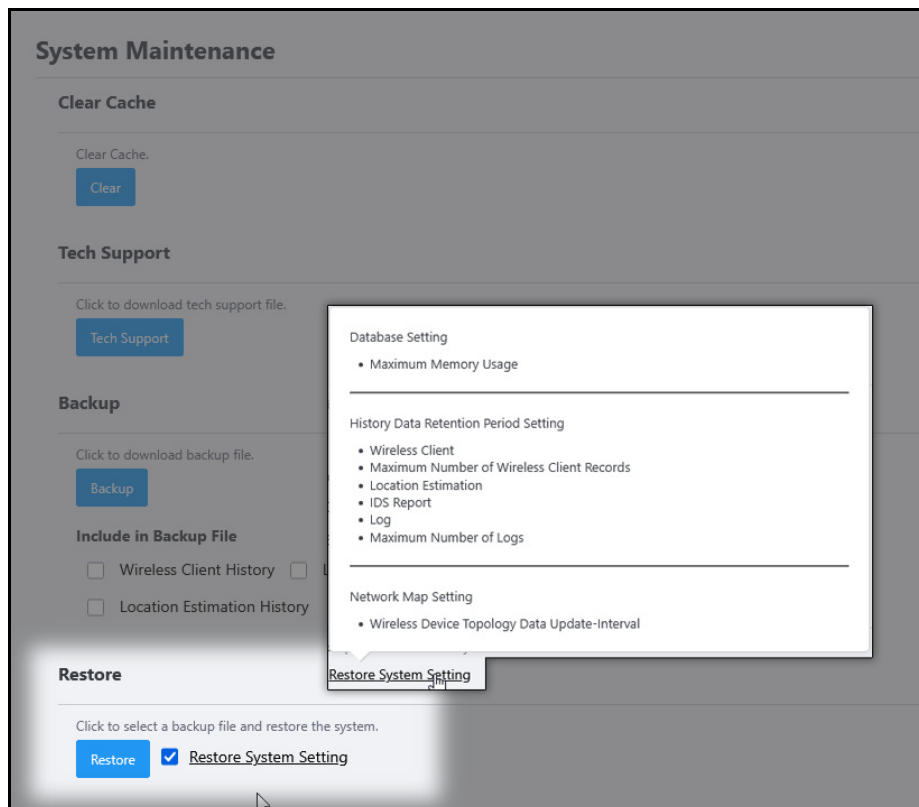 System Maintenance
Clear Cache
Clear Cache.
Clear
Tech Support
Click to download tech support file.
Tech Support
Backup
Click to download backup file.
Backup
Include in Backup File
Wireless Client History
Location Estimation History
Database Setting
• Maximum Memory Usage
History Data Retention Period Setting
• Wireless Client
• Maximum Number of Wireless Client Records
• Location Estimation
• IDS Report
• Log
• Maximum Number of Logs
Network Map Setting
• Wireless Device Topology Data Update-Interval
Restore System Setting
Restore
Click to select a backup file and restore the system.
Restore
Restore System Setting